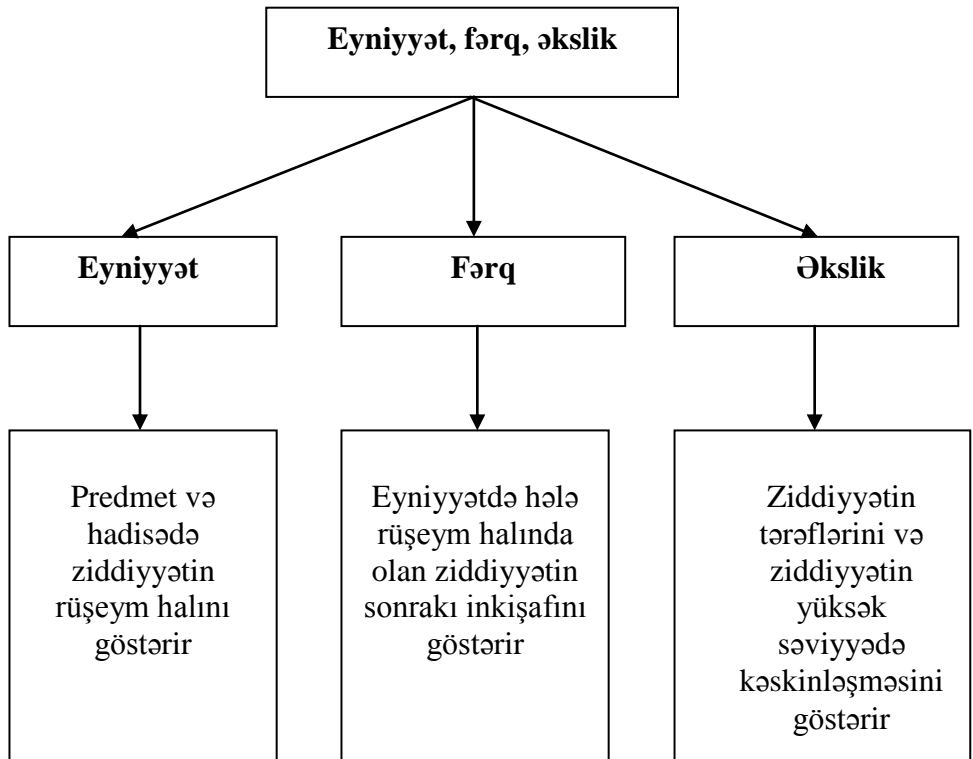 Eyniyyət, fərq, əkslik
Eyniyyət
Fərq
Əkslik
Predmet və
hadisədə
ziddiyyətin
rüşeym halını
göstərir
Eyniyyətdə hələ
rüşeym halında
olan ziddiyyətin
sonrakı inkişafını
göstərir
Ziddiyyətin
tərəflərini və
ziddiyyətin
yüksək
səviyyədə
kəskinləşməsini
göstərir